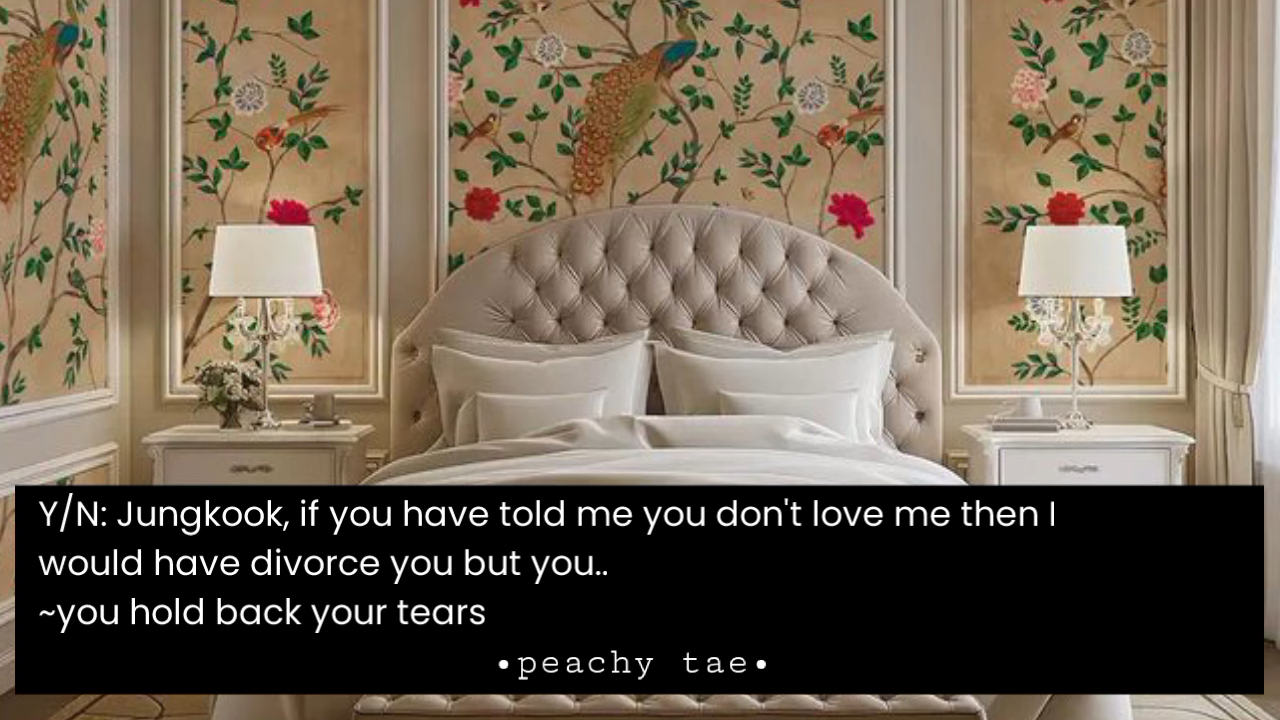 Y/N: Jungkook, if you have told me you don't love me then I
would have divorce you but you..
~you hold back your tears
•peachy tae•